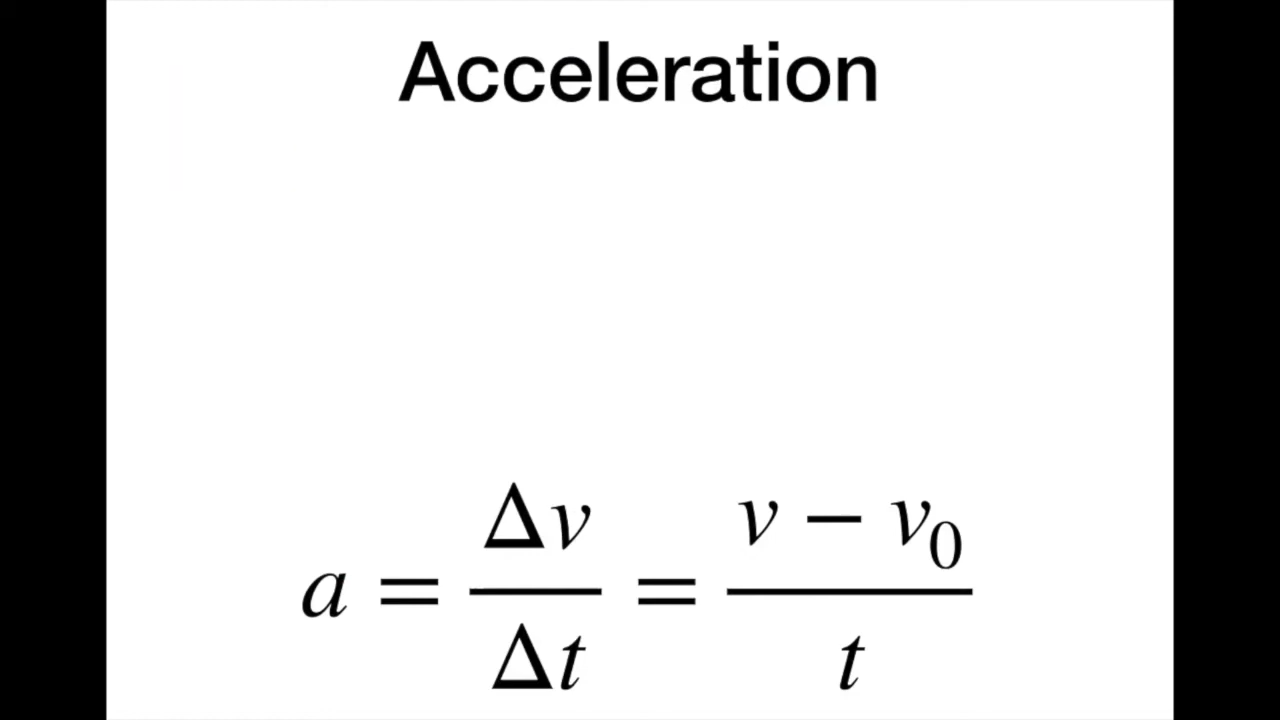 Acceleration
a = Δv/Δt = v − v₀/t